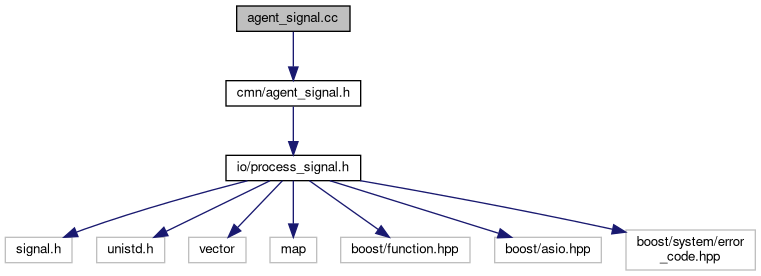 agent_signal.cc
cmn/agent_signal.h
io/process_signal.h
signal.h
unistd.h
vector
map
boost/function.hpp
boost/asio.hpp
boost/system/error
_code.hpp